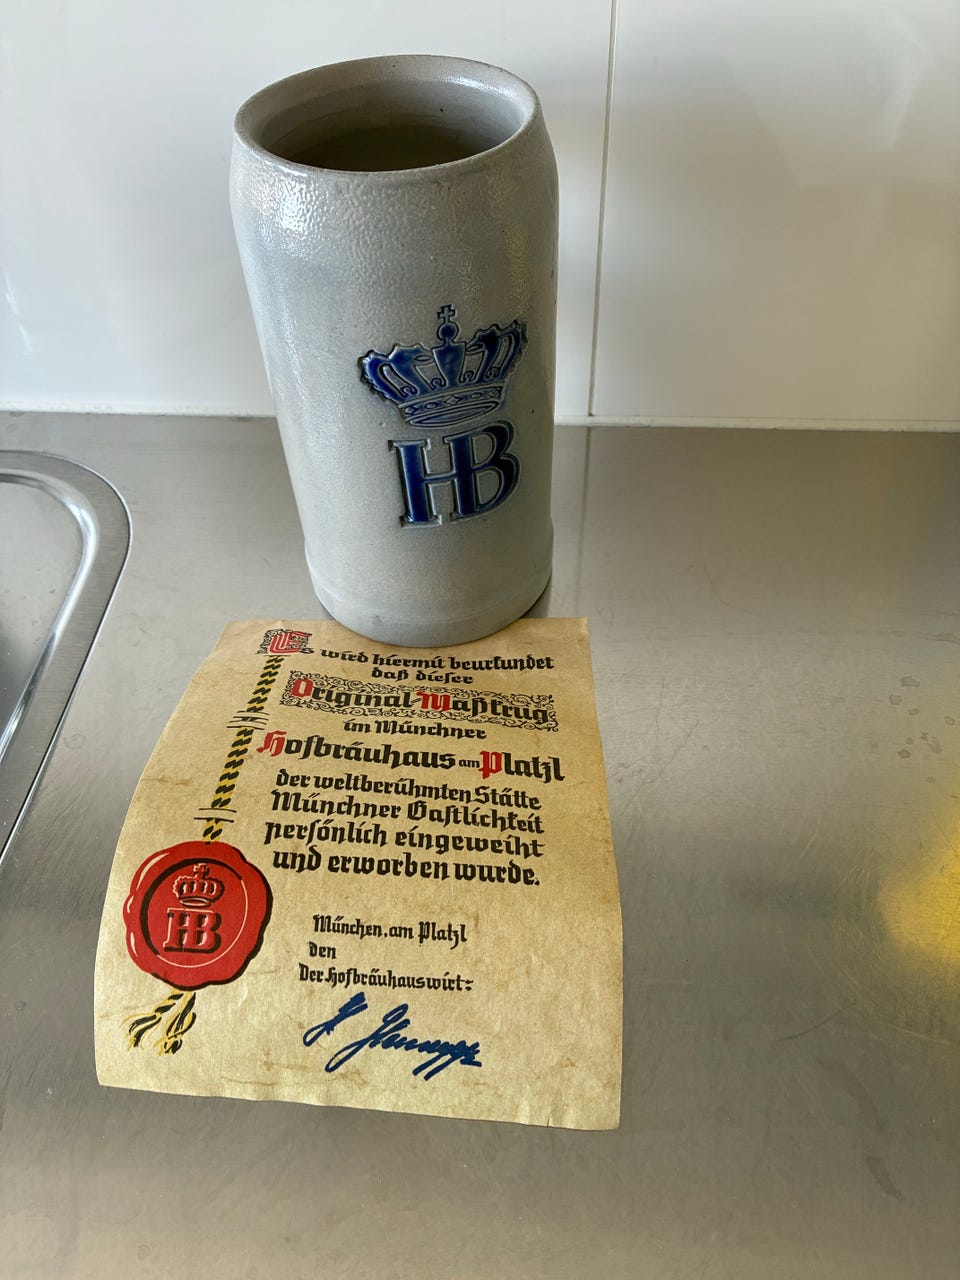 HB
Es wird hiermit beurkundet
daß dieser
Original-Maßkrug
im Münchner
Hofbräuhaus am Platzl
der weltberühmten Stätte
Münchner Gastlichkeit
persönlich eingeweiht
und erworben wurde.
HB
München, am Platzl
den
Der Hofbräuhauswirt: